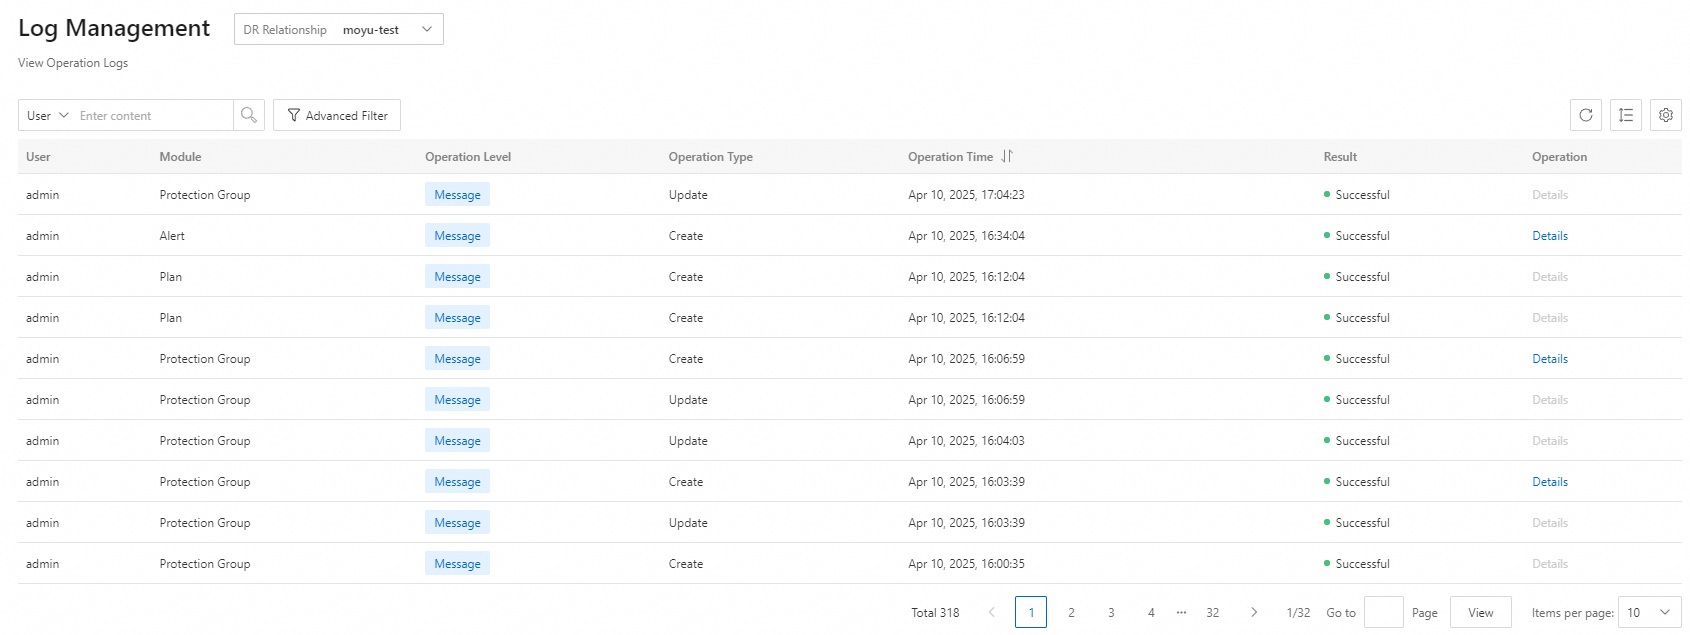 Log Management DR Relationship moyu-test
View Operation Logs
User Enter content Advanced Filter
User Module Operation Level Operation Type Operation Time Result Operation
admin Protection Group Message Update Apr 10, 2025, 17:04:23 Successful Details
admin Alert Message Create Apr 10, 2025, 16:34:04 Successful Details
admin Plan Message Create Apr 10, 2025, 16:12:04 Successful Details
admin Plan Message Create Apr 10, 2025, 16:12:04 Successful Details
admin Protection Group Message Create Apr 10, 2025, 16:06:59 Successful Details
admin Protection Group Message Update Apr 10, 2025, 16:06:59 Successful Details
admin Protection Group Message Update Apr 10, 2025, 16:04:03 Successful Details
admin Protection Group Message Create Apr 10, 2025, 16:03:39 Successful Details
admin Protection Group Message Update Apr 10, 2025, 16:03:39 Successful Details
admin Protection Group Message Create Apr 10, 2025, 16:00:35 Successful Details
Total 318 1 2 3 4 ··· 32 1/32 Go to Page View Items per page: 10